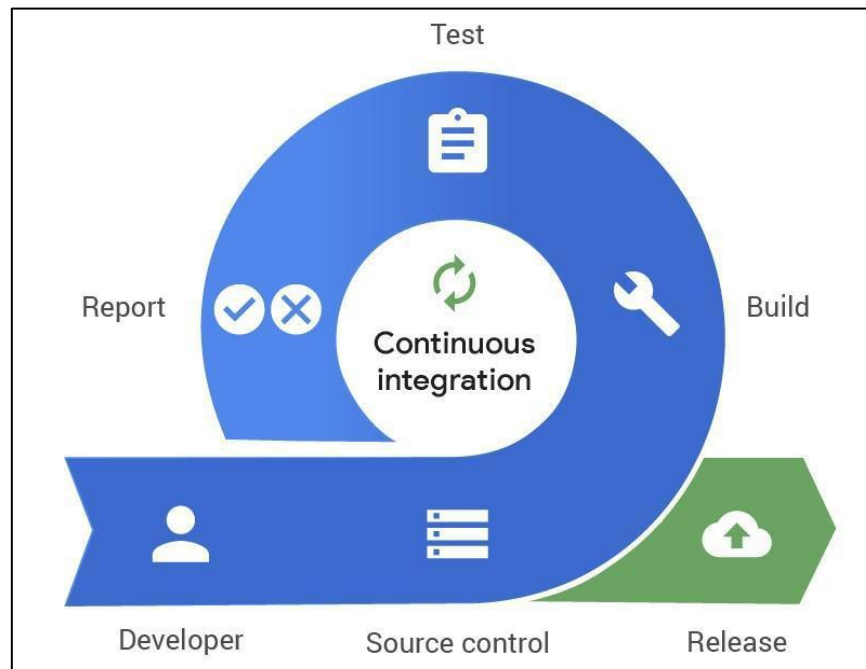 Test
Report
Build
Continuous
integration
Developer
Source control
Release